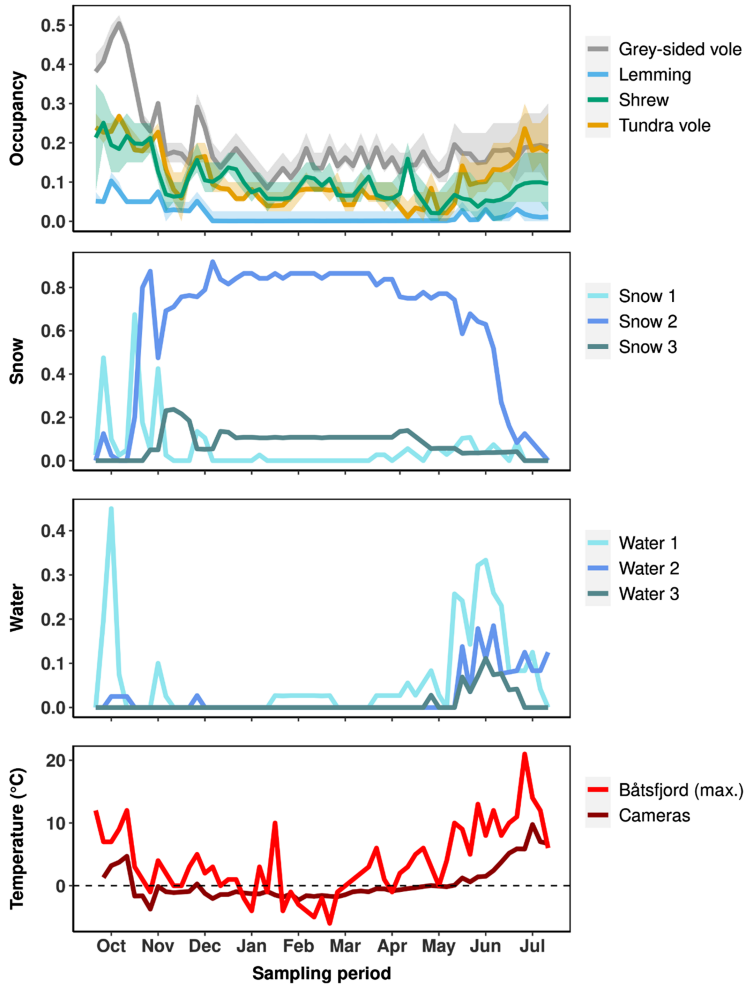 Occupancy
0.5
0.4
0.3
0.2
0.1
0.0
Grey-sided vole
Lemming
Shrew
Tundra vole
Snow
0.8
0.6
0.4
0.2
0.0
Snow 1
Snow 2
Snow 3
Water
0.4
0.3
0.2
0.1
0.0
Water 1
Water 2
Water 3
Temperature (°C)
20
10
0
Båtsfjord (max.)
Cameras
Oct Nov Dec Jan Feb Mar Apr May Jun Jul
Sampling period